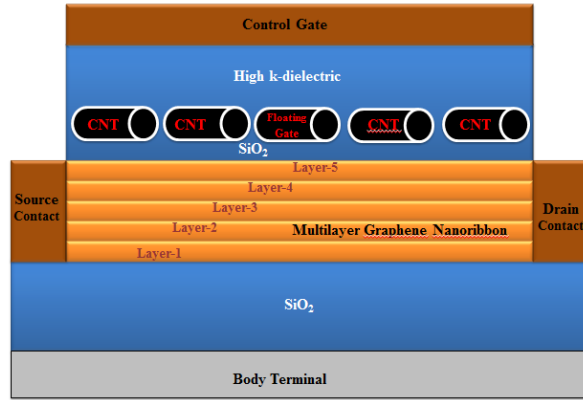 Control Gate
High k-dielectric
CNT CNT Floating Gate CNT CNT
SiO₂
Layer-5
Layer-4
Layer-3
Layer-2 Multilayer Graphene Nanoribbon
Layer-1
Source
Contact
Drain
Contact
SiO₂
Body Terminal